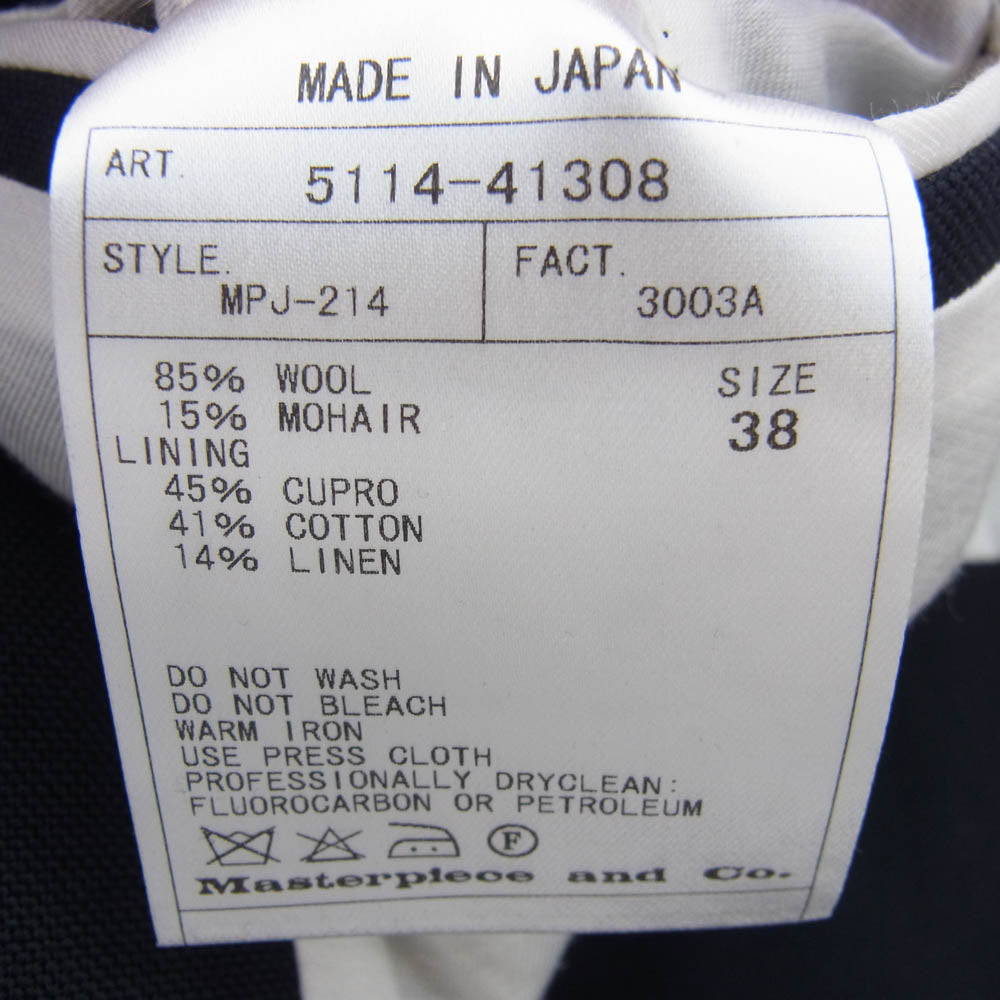 MADE IN JAPAN
ART. 5114-41308
STYLE. FACT.
MPJ-214 3003A
85% WOOL SIZE
15% MOHAIR 38
LINING
45% CUPRO
41% COTTON
14% LINEN
DO NOT WASH
DO NOT BLEACH
WARM IRON
USE PRESS CLOTH
PROFESSIONALLY DRYCLEAN:
FLUOROCARBON OR PETROLEUM
F
Masterpiece and Co.